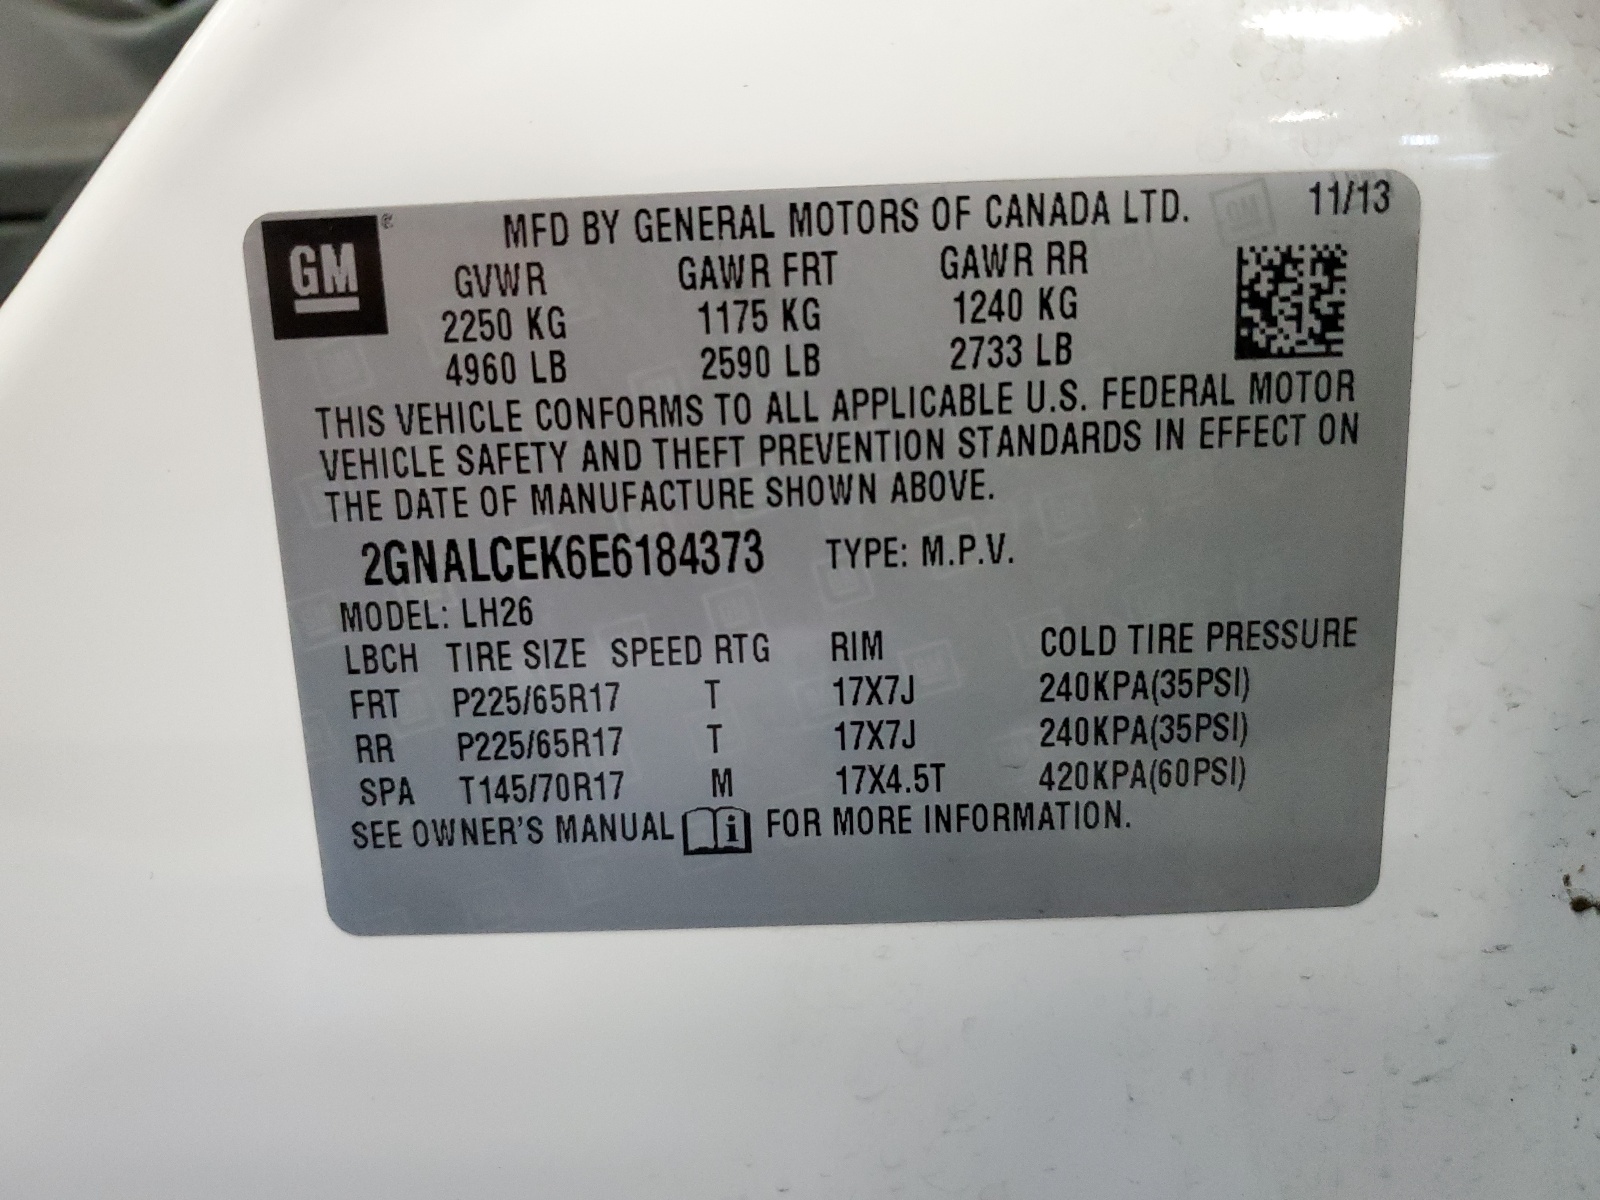 GM ® MFD BY GENERAL MOTORS OF CANADA LTD. 11/13
GVWR GAWR FRT GAWR RR
2250 KG 1175 KG 1240 KG
4960 LB 2590 LB 2733 LB
THIS VEHICLE CONFORMS TO ALL APPLICABLE U.S. FEDERAL MOTOR
VEHICLE SAFETY AND THEFT PREVENTION STANDARDS IN EFFECT ON
THE DATE OF MANUFACTURE SHOWN ABOVE.
2GNALCEK6E6184373 TYPE: M.P.V.
MODEL: LH26
LBCH TIRE SIZE SPEED RTG RIM COLD TIRE PRESSURE
FRT P225/65R17 T 17X7J 240KPA(35PSI)
RR P225/65R17 T 17X7J 240KPA(35PSI)
SPA T145/70R17 M 17X4.5T 420KPA(60PSI)
SEE OWNER'S MANUAL i FOR MORE INFORMATION.